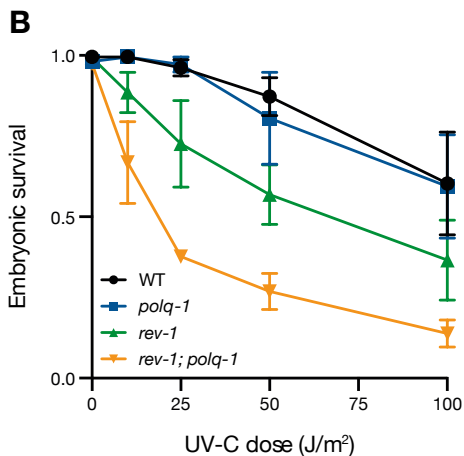 B
Embryonic survival
1.0
0.5
0.0
WT
polq-1
rev-1
rev-1; polq-1
0
25
50
75
100
UV-C dose (J/m²)